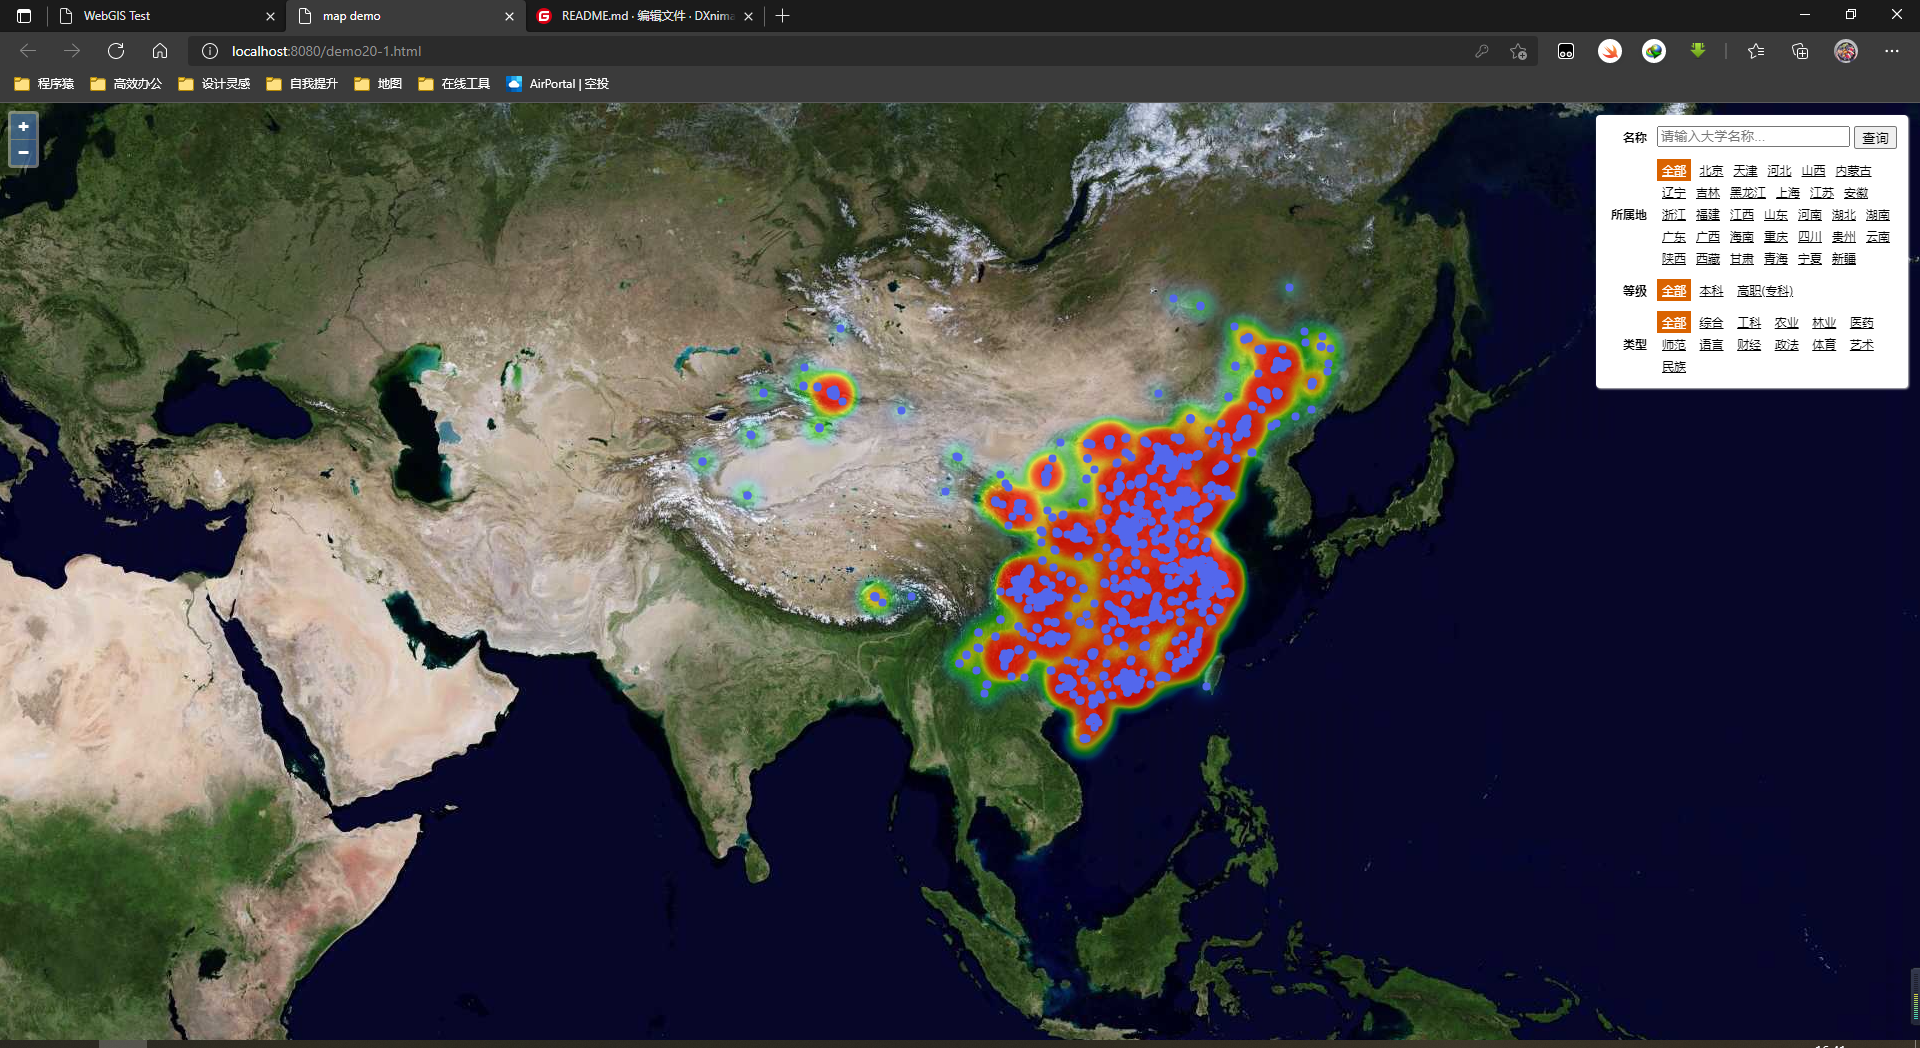 WebGIS Test
map demo
README.md · 编辑文件 · DXnima
localhost:8080/demo20-1.html
程序猿 高效办公 设计灵感 自我提升 地图 在线工具 AirPortal | 空投
+
−
名称 请输入大学名称... 查询
全部 北京 天津 河北 山西 内蒙古
辽宁 吉林 黑龙江 上海 江苏 安徽
所属地 浙江 福建 江西 山东 河南 湖北 湖南
广东 广西 海南 重庆 四川 贵州 云南
陕西 西藏 甘肃 青海 宁夏 新疆
等级 全部 本科 高职(专科)
全部 综合 工科 农业 林业 医药
类型 师范 语言 财经 政法 体育 艺术
民族